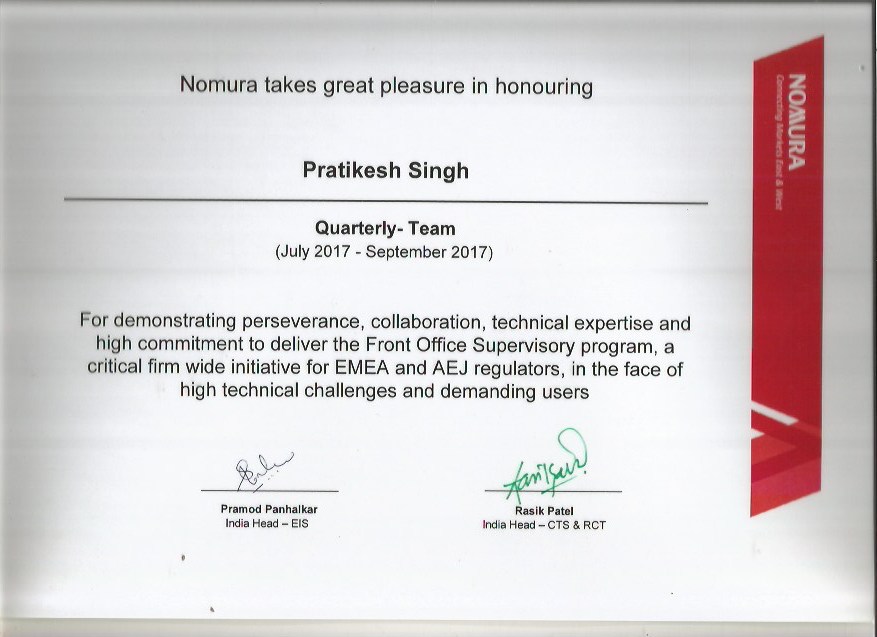 Nomura takes great pleasure in honouring
Pratikesh Singh
Quarterly- Team
(July 2017 - September 2017)
For demonstrating perseverance, collaboration, technical expertise and
high commitment to deliver the Front Office Supervisory program, a
critical firm wide initiative for EMEA and AEJ regulators, in the face of
high technical challenges and demanding users
Pramod Panhalkar
India Head – EIS
Rasik Patel
India Head – CTS & RCT
NOMURA
Connecting Markets East & West